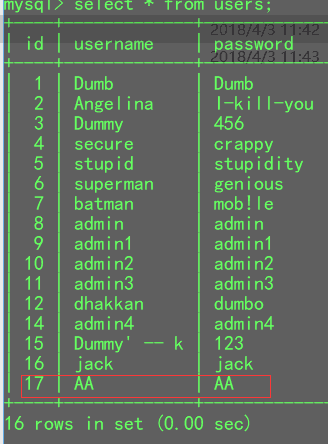 mysql> select * from users;
2018/4/3 11:42
| id | username | password
2018/4/3 11:43
| 1 | Dumb | Dumb
| 2 | Angelina | I-kill-you
| 3 | Dummy | 456
| 4 | secure | crappy
| 5 | stupid | stupidity
| 6 | superman | genious
| 7 | batman | mob!le
| 8 | admin | admin
| 9 | admin1 | admin1
| 10 | admin2 | admin2
| 11 | admin3 | admin3
| 12 | dhakkan | dumbo
| 14 | admin4 | admin4
| 15 | Dummy' -- k | 123
| 16 | jack | jack
| 17 | AA | AA
16 rows in set (0.00 sec)